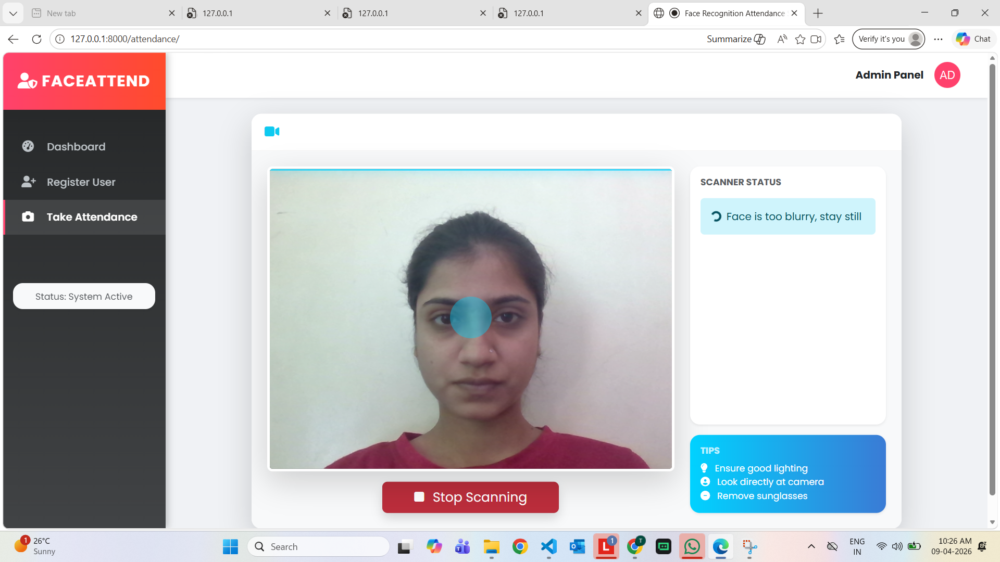 New tab
127.0.0.1
127.0.0.1
127.0.0.1
Face Recognition Attendance
127.0.0.1:8000/attendance/
Summarize
Verify it's you
Chat
FACEATTEND
Admin Panel
AD
Dashboard
Register User
Take Attendance
Status: System Active
SCANNER STATUS
Face is too blurry, stay still
TIPS
Ensure good lighting
Look directly at camera
Remove sunglasses
Stop Scanning
1
26°C
Sunny
Search
T
L
1
T
ENG
IN
10:26 AM
09-04-2026